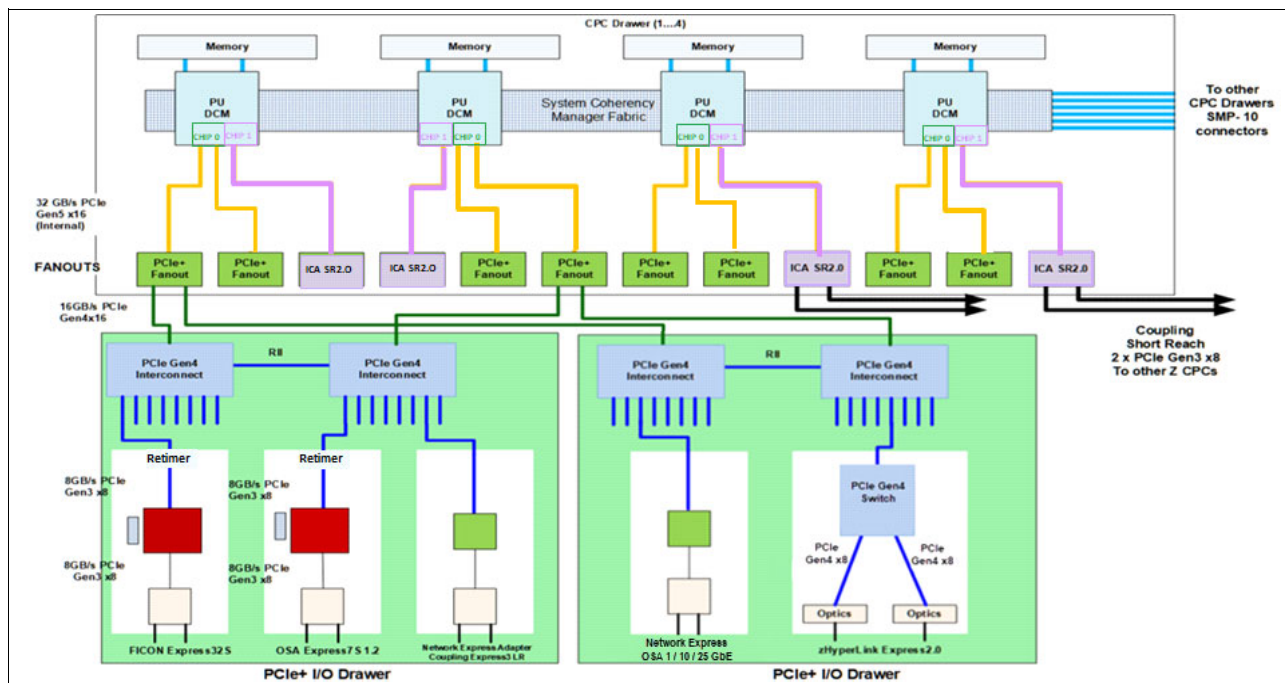 CPC Drawer (1....4)
Memory
Memory
Memory
Memory
PU
DCM
CHIP 0
CHIP 1
PU
DCM
CHIP 1
CHIP 0
System Coherency
Manager Fabric
PU
DCM
CHIP 0
CHIP 1
PU
DCM
CHIP 0
CHIP 1
To other
CPC Drawers
SMP- 10
connectors
32 GB/s PCIe
Gen5 x16
(Internal)
FANOUTS
PCIe+
Fanout
PCIe+
Fanout
ICA SR2.O
ICA SR2.O
PCIe+
Fanout
PCIe+
Fanout
PCIe+
Fanout
PCIe+
Fanout
ICA SR2.0
PCIe+
Fanout
PCIe+
Fanout
ICA SR2.0
16GB/s PCIe
Gen4x16
Coupling
Short Reach
2 x PCIe Gen3 x8
To other Z CPCs
PCIe Gen4
Interconnect
RII
PCIe Gen4
Interconnect
PCIe Gen4
Interconnect
RII
PCIe Gen4
Interconnect
Retimer
Retimer
8GB/s PCIe
Gen3 x8
8GB/s PCIe
Gen3 x8
8GB/s PCIe
Gen3 x8
8GB/s PCIe
Gen3 x8
PCIe Gen4
Switch
PCIe
Gen4 x8
PCIe
Gen4 x8
Optics
Optics
FICON Express32S
OSA Express7S 1.2
Network Express Adapter
Coupling Express3 LR
Network Express
OSA 1 / 10 / 25 GbE
zHyperLink Express2.0
PCIe+ I/O Drawer
PCIe+ I/O Drawer